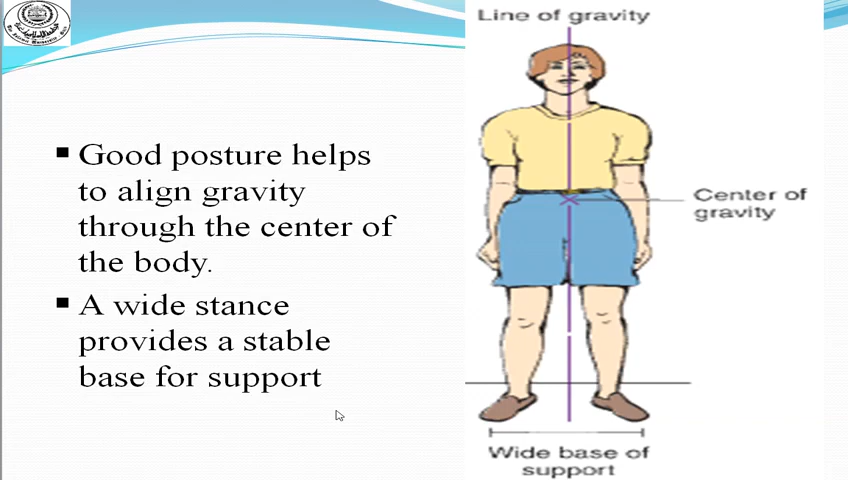 Line of gravity
Good posture helps
to align gravity
through the center of
the body.
A wide stance
provides a stable
base for support
Center of
gravity
Wide base of
support